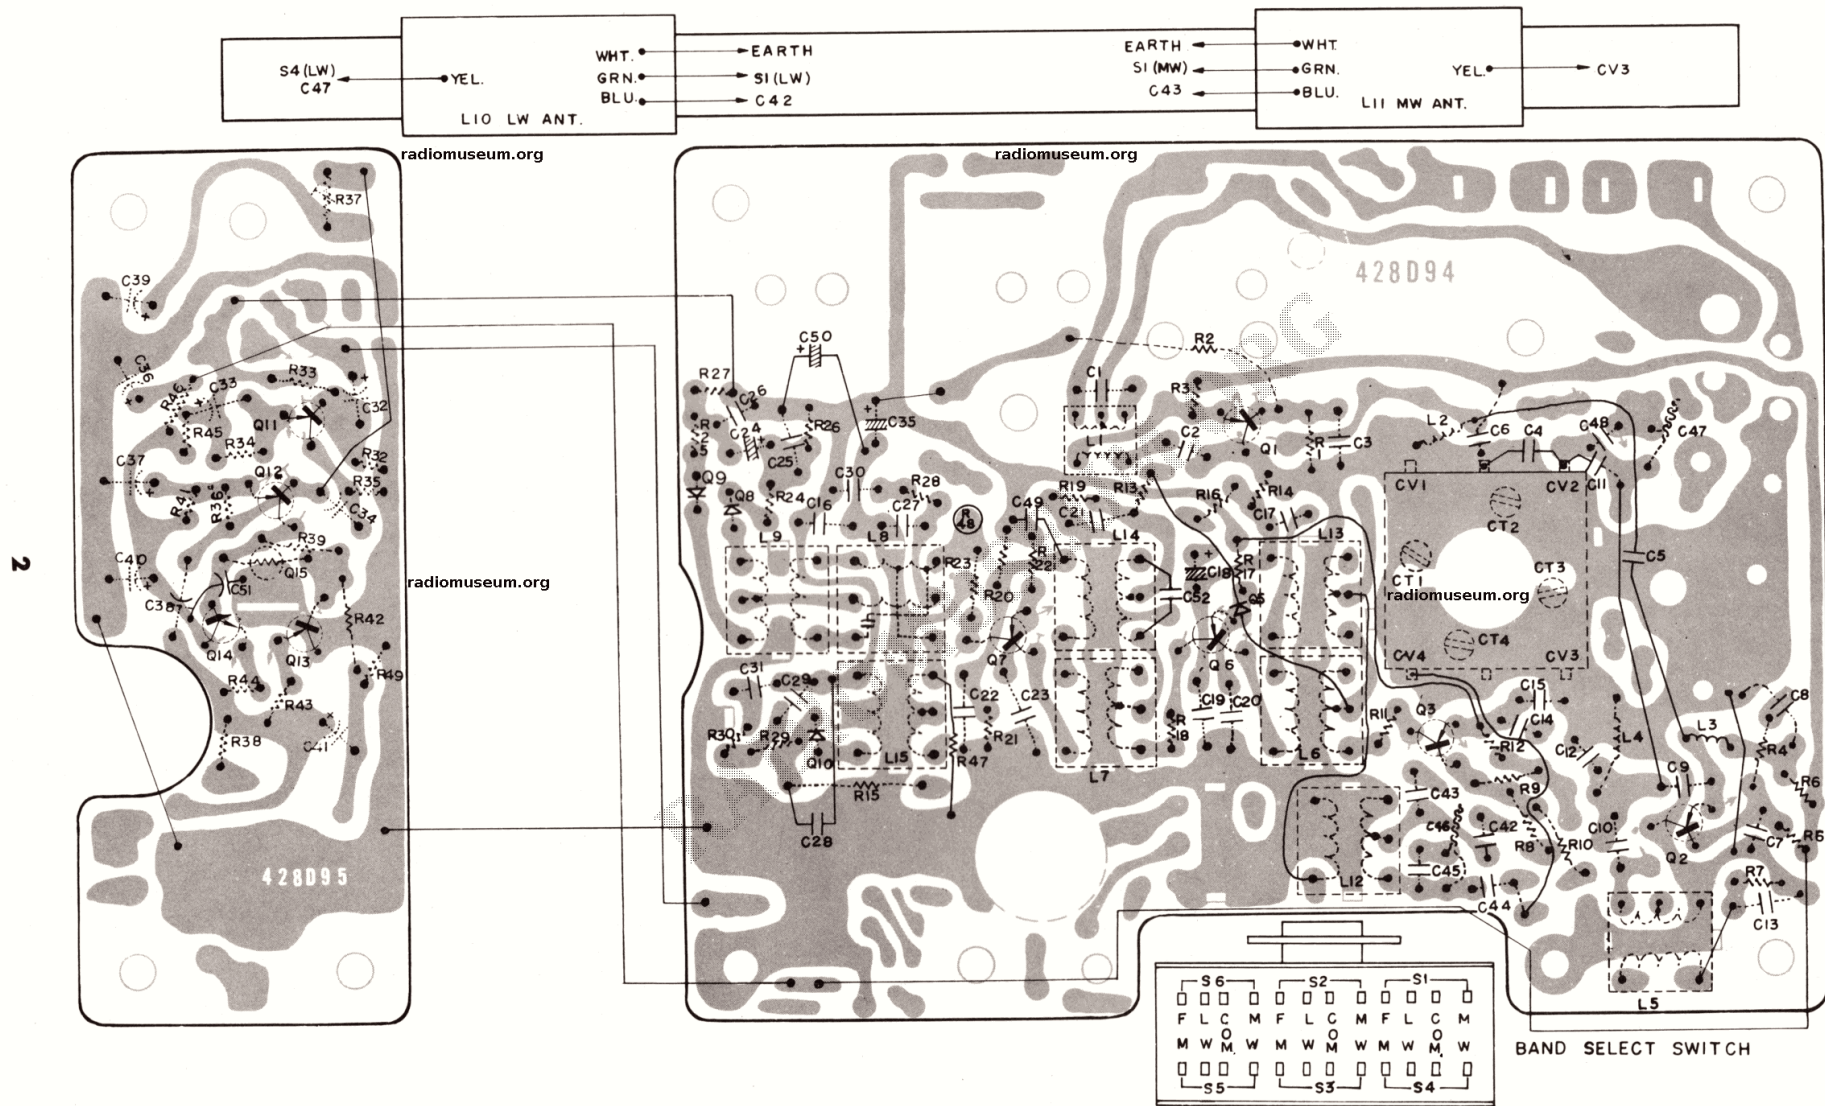 S4 (LW)
C47
YEL.
WHT.
GRN.
BLU.
EARTH
S1 (LW)
C42
L10 LW ANT.
EARTH
S1 (MW)
C43
WHT.
GRN.
BLU.
YEL.
CV3
L11 MW ANT.
radiomuseum.org
radiomuseum.org
R37
C39
428D94
C50
R2
C36
R46
C33
R33
C32
R27
C26
C1
R3
Q11
R45
R34
R25
C24
C25
R26
C35
L1
C2
Q1
R1
C3
L2
C6
C4
C48
C47
C37
Q12
R32
R35
R41
R36
C34
Q9
Q8
R24
C16
C30
R28
C27
R48
R19
C49
C21
R13
R16
R14
C17
CV1
CV2
C11
CT2
R39
Q15
L9
L8
L14
L13
C5
C40
C51
C38
R23
R20
R22
C18
R17
CT1
CT3
radiomuseum.org
radiomuseum.org
C52
Q5
R42
Q14
Q13
Q7
Q6
CT4
CV4
CV3
R49
R44
R43
C31
C29
C22
C23
C19
C20
C15
C8
R38
C41
R30
R29
Q10
L15
R47
R21
L7
R18
L6
R11
Q3
C14
R12
C12
L4
L3
R4
R15
C43
R9
C9
R6
C28
C46
C42
R8
R10
C10
Q2
C7
R6
2
428D95
L12
C45
C44
R7
C13
L5
S6
S2
S1
F L C M F L C M F L C M
O O O
M W M. W M W M W M W M. W
S5
S3
S4
BAND SELECT SWITCH